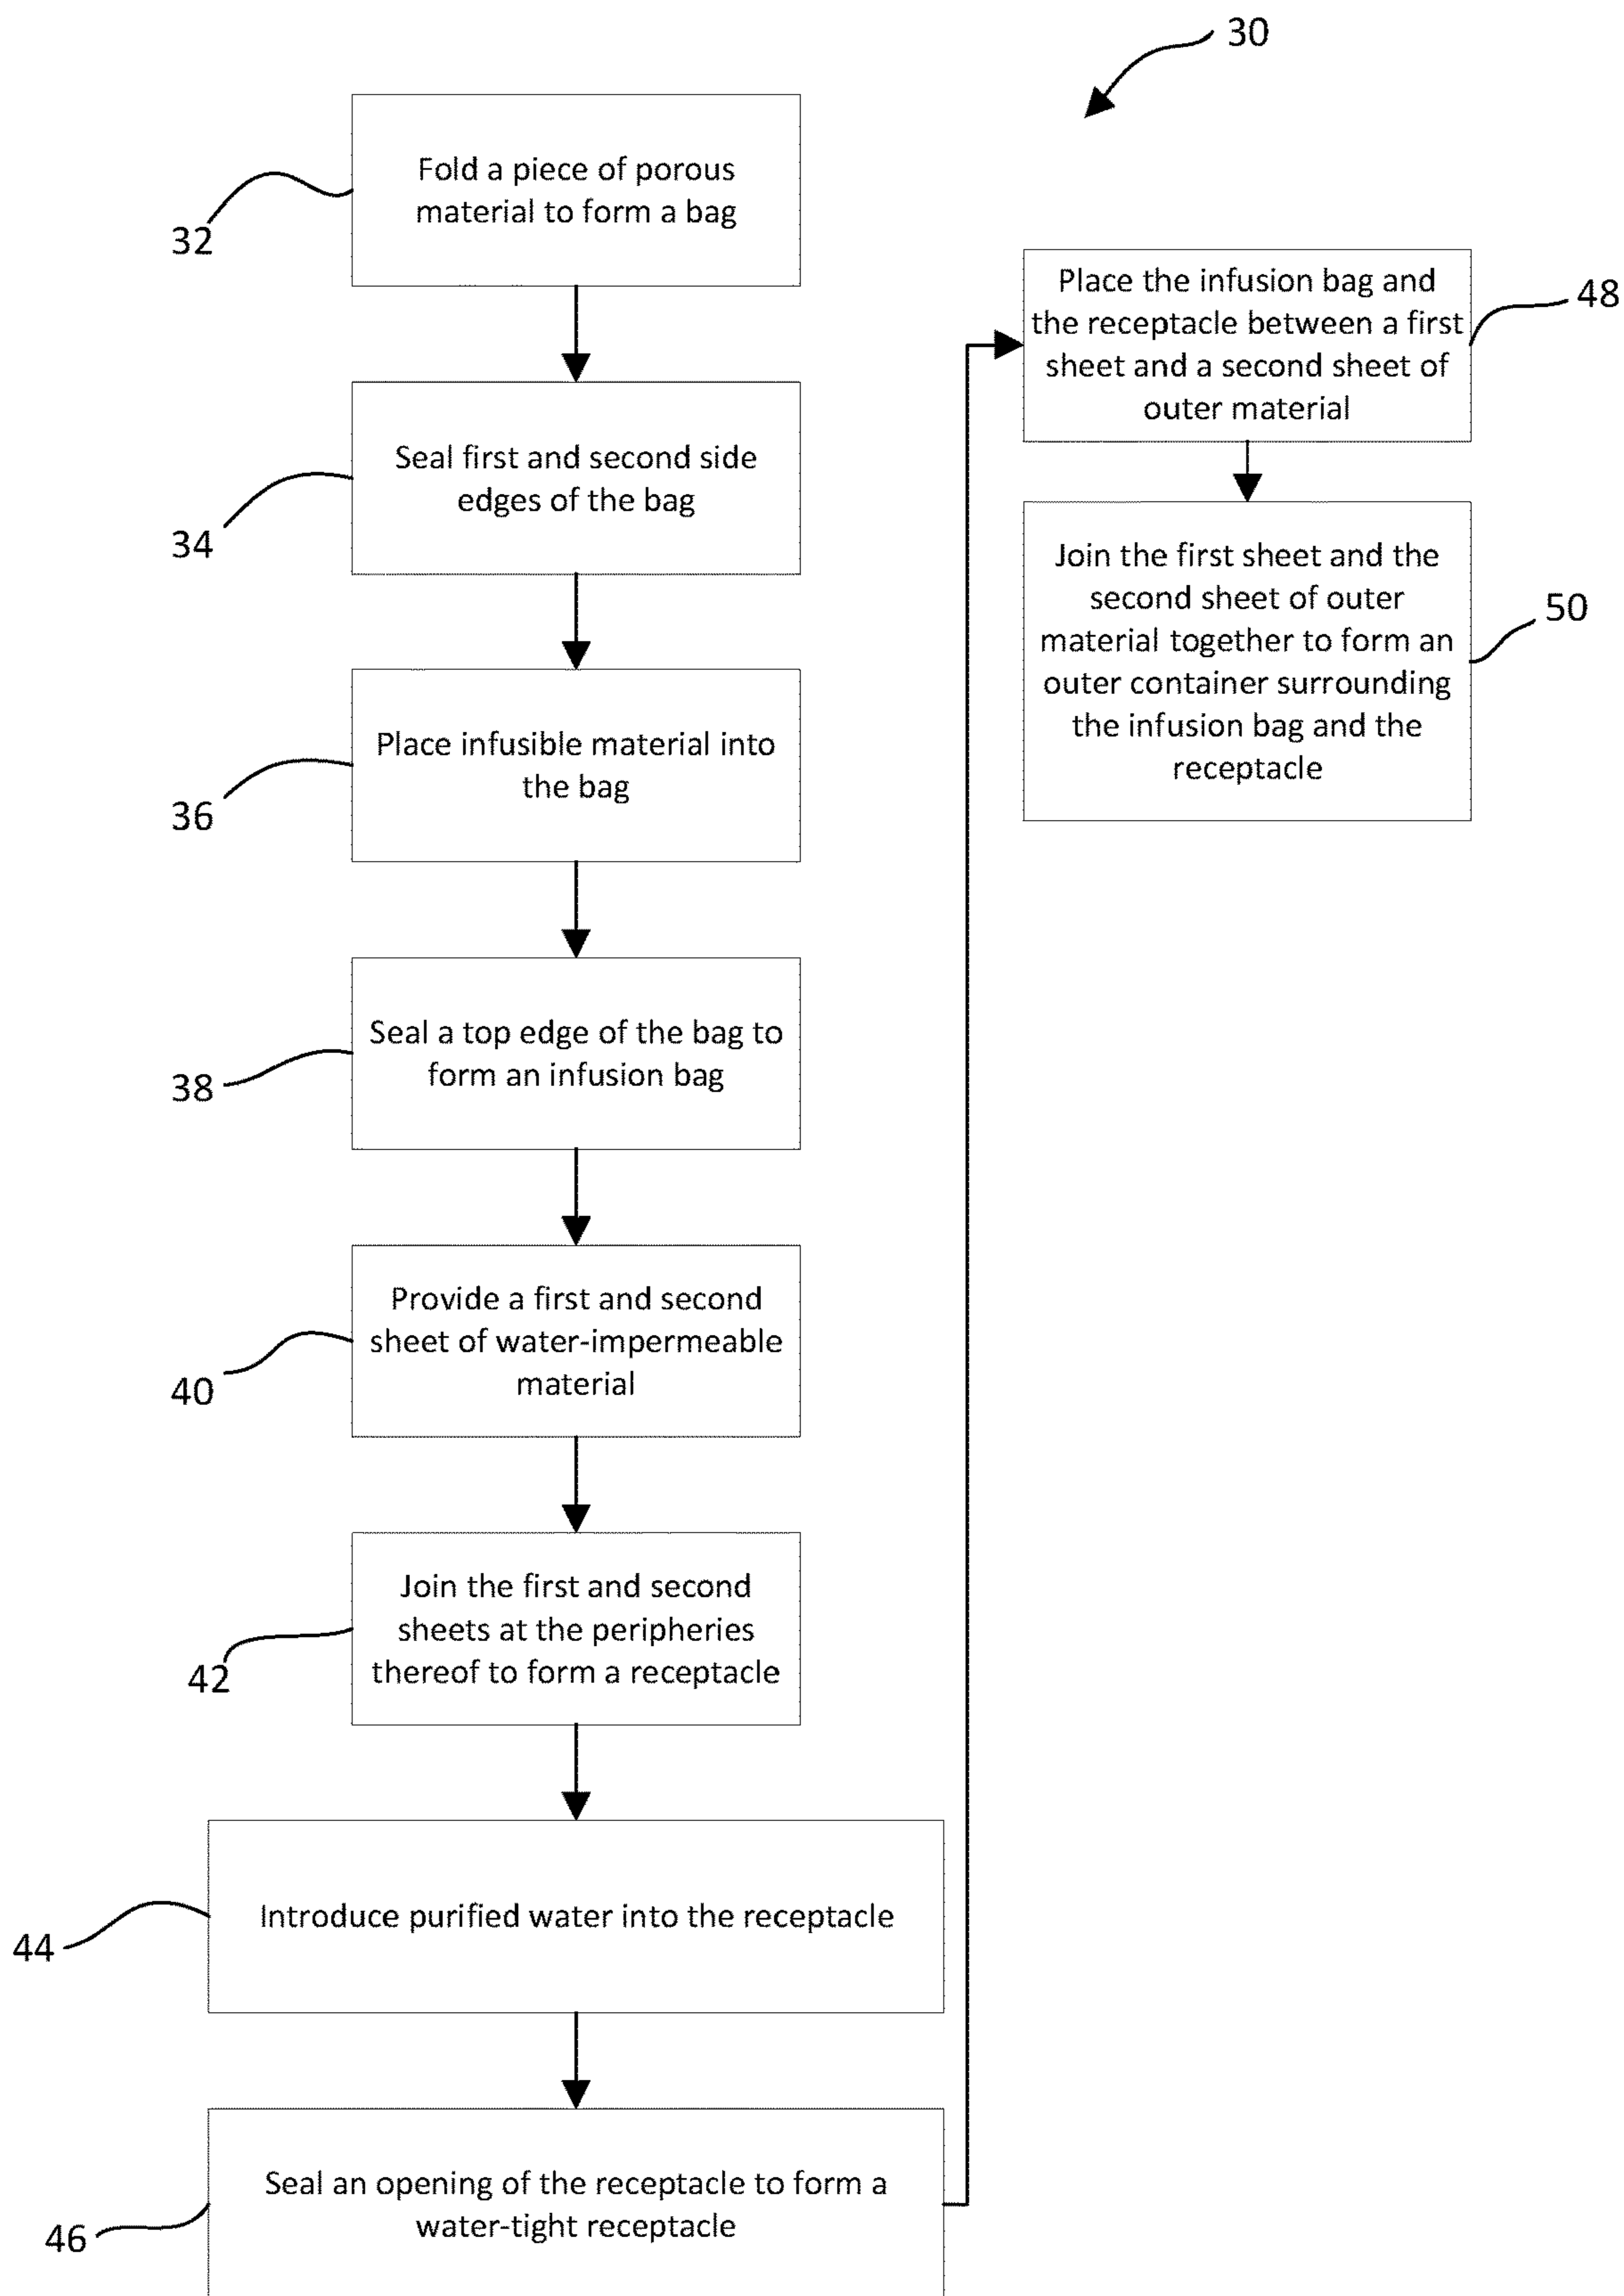 30
Fold a piece of porous
material to form a bag
32
Seal first and second side
edges of the bag
34
Place infusible material into
the bag
36
Seal a top edge of the bag to
form an infusion bag
38
Provide a first and second
sheet of water-impermeable
material
40
Join the first and second
sheets at the peripheries
thereof to form a receptacle
42
Introduce purified water into the receptacle
44
Seal an opening of the receptacle to form a
water-tight receptacle
46
Place the infusion bag and
the receptacle between a first
sheet and a second sheet of
outer material
48
Join the first sheet and the
second sheet of outer
material together to form an
outer container surrounding
the infusion bag and the
receptacle
50